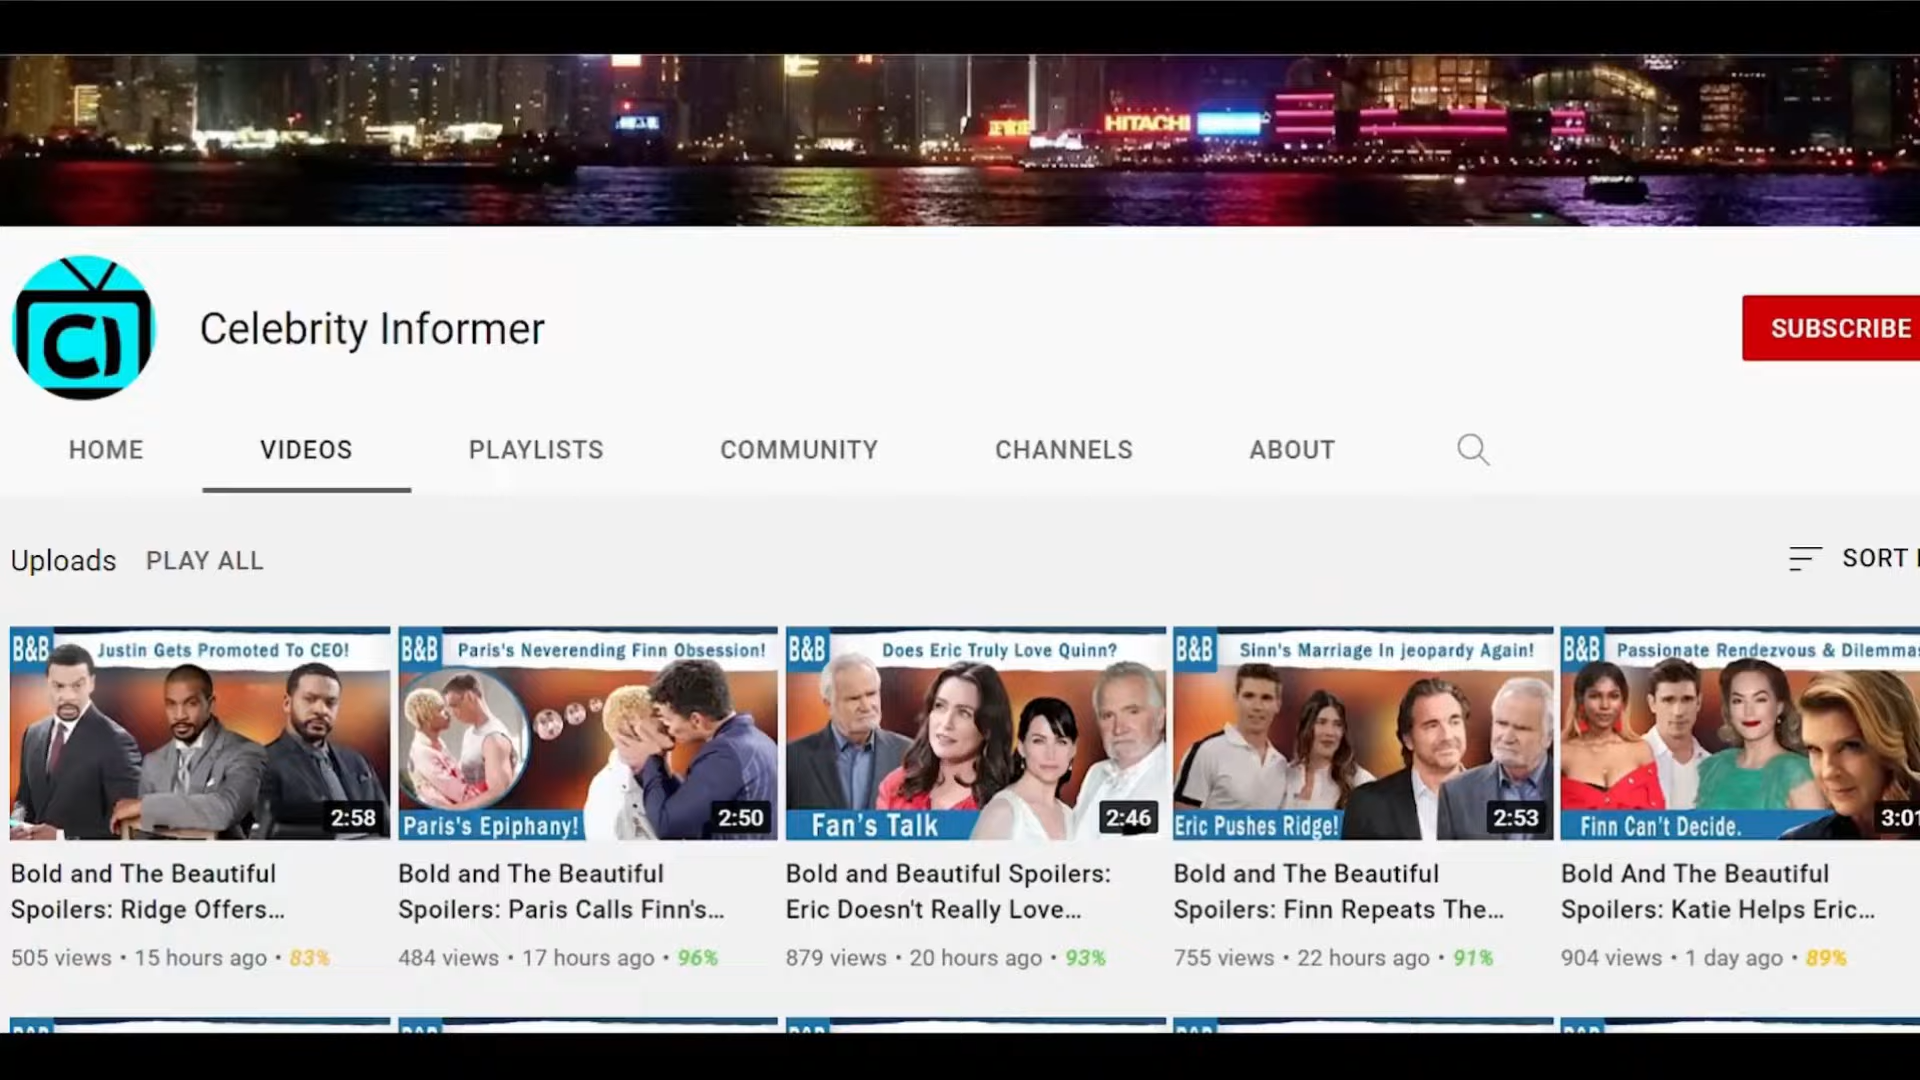 正官庄
HITACHI
CI
Celebrity Informer
SUBSCRIBE
HOME
VIDEOS
PLAYLISTS
COMMUNITY
CHANNELS
ABOUT
Uploads
PLAY ALL
SORT
B&B Justin Gets Promoted To CEO!
2:58
B&B Paris's Neverending Finn Obsession!
Paris's Epiphany!
2:50
B&B Does Eric Truly Love Quinn?
Fan's Talk
2:46
B&B Sinn's Marriage In jeopardy Again!
Eric Pushes Ridge!
2:53
B&B Passionate Rendezvous & Dilemmas
Finn Can't Decide.
3:01
Bold and The Beautiful
Spoilers: Ridge Offers...
505 views • 15 hours ago • 83%
Bold and The Beautiful
Spoilers: Paris Calls Finn's...
484 views • 17 hours ago • 96%
Bold and Beautiful Spoilers:
Eric Doesn't Really Love...
879 views • 20 hours ago • 93%
Bold and The Beautiful
Spoilers: Finn Repeats The...
755 views • 22 hours ago • 91%
Bold And The Beautiful
Spoilers: Katie Helps Eric...
904 views • 1 day ago • 89%
B&B
B&B
B&B
B&B
B&B